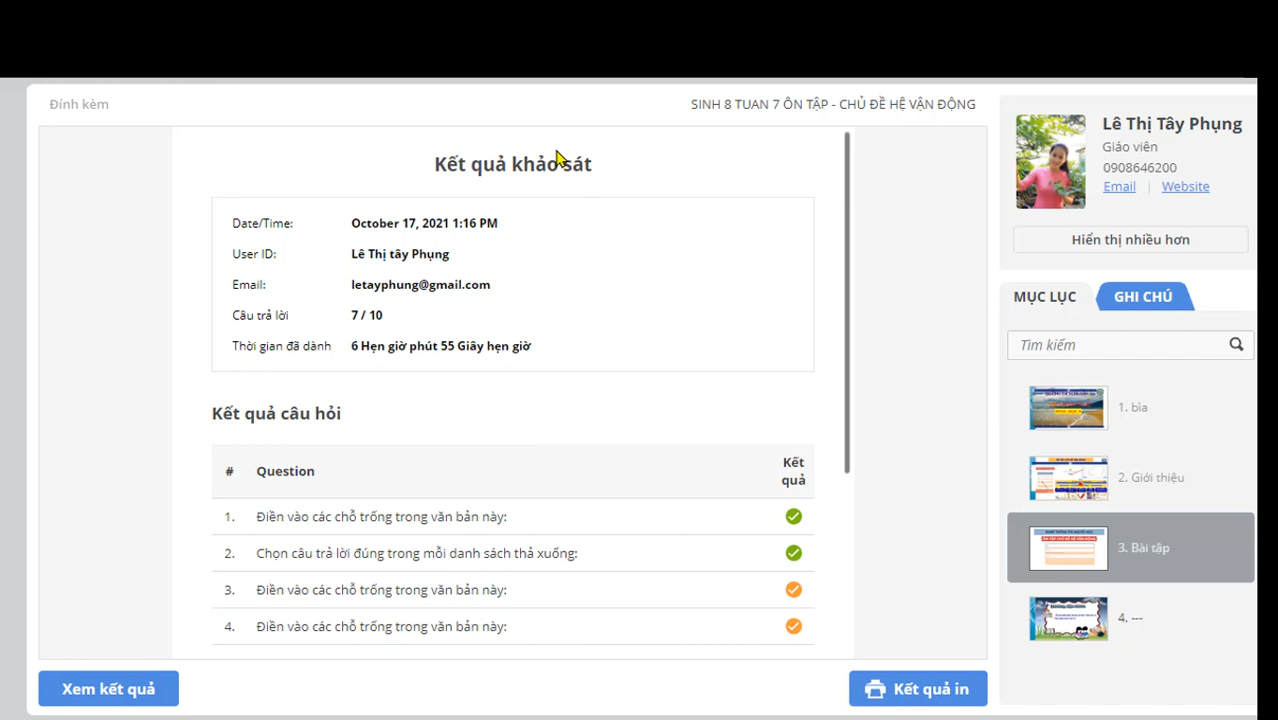 Đính kèm
SINH 8 TUAN 7 ÔN TẬP - CHỦ ĐỀ HỆ VẬN ĐỘNG
Kết quả khảo sát
Date/Time: October 17, 2021 1:16 PM
User ID: Lê Thị tây Phụng
Email: letayphung@gmail.com
Câu trả lời 7 / 10
Thời gian đã dành 6 Hẹn giờ phút 55 Giây hẹn giờ
Kết quả câu hỏi
# Question Kết quả
1. Điền vào các chỗ trống trong văn bản này:
2. Chọn câu trả lời đúng trong mỗi danh sách thả xuống:
3. Điền vào các chỗ trống trong văn bản này:
4. Điền vào các chỗ trống trong văn bản này:
Xem kết quả
Kết quả in
Lê Thị Tây Phụng
Giáo viên
0908646200
Email | Website
Hiển thị nhiều hơn
MỤC LỤC GHI CHÚ
Tìm kiếm
1. bìa
2. Giới thiệu
3. Bài tập
4. ---